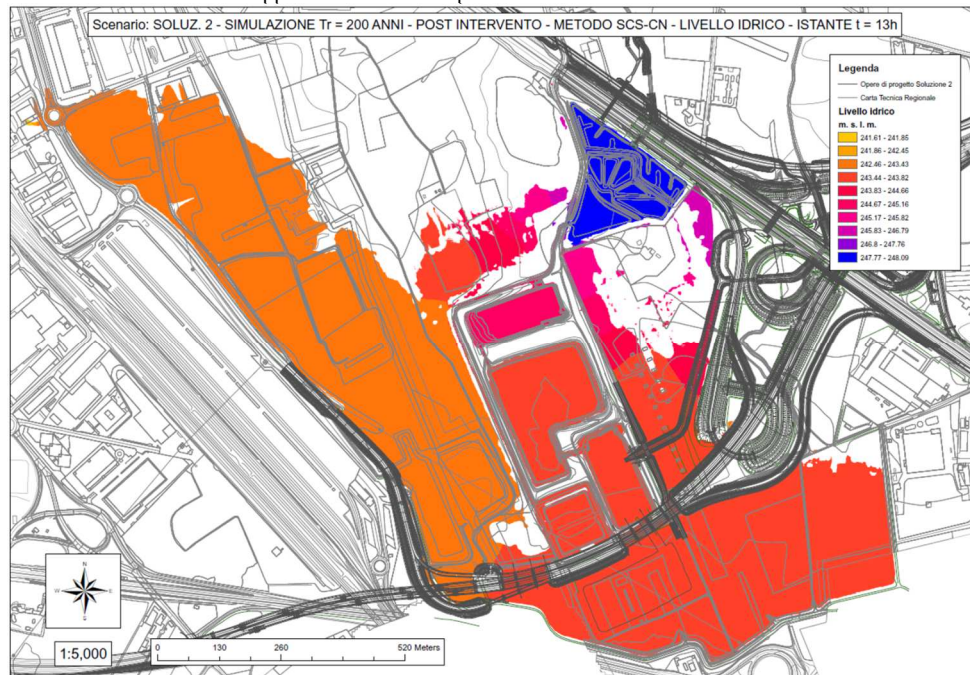 Scenario: SOLUZ. 2 - SIMULAZIONE Tr = 200 ANNI - POST INTERVENTO - METODO SCS-CN - LIVELLO IDRICO - ISTANTE t = 13h
Legenda
Opere di progetto Soluzione 2
Carta Tecnica Regionale
Livello idrico
m. s. l. m.
241.61 - 241.85
241.86 - 242.45
242.46 - 243.43
243.44 - 243.82
243.83 - 244.66
244.67 - 245.16
245.17 - 245.82
245.83 - 246.79
246.8 - 247.76
247.77 - 248.09
N
W E
S
1:5,000
0 130 260 520 Meters